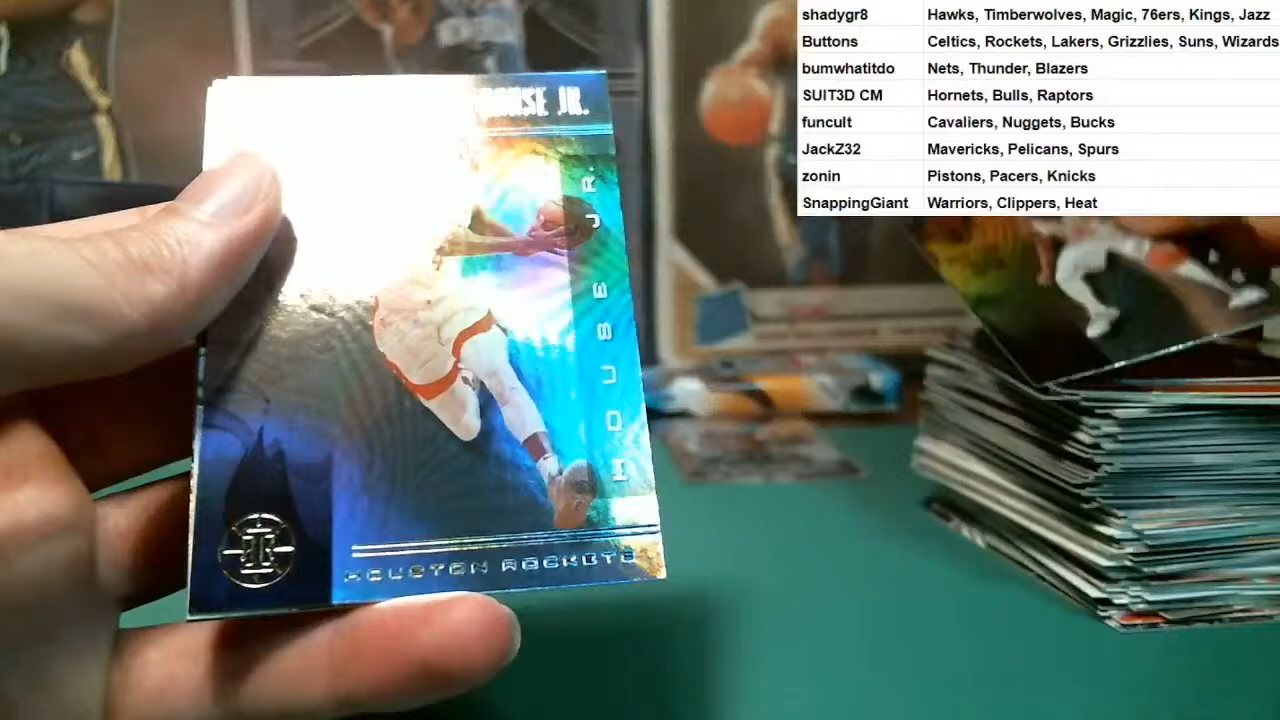 shadygr8 Hawks, Timberwolves, Magic, 76ers, Kings, Jazz
Buttons Celtics, Rockets, Lakers, Grizzlies, Suns, Wizards
bumwhatitdo Nets, Thunder, Blazers
SUIT3D CM Hornets, Bulls, Raptors
funcult Cavaliers, Nuggets, Bucks
JackZ32 Mavericks, Pelicans, Spurs
zonin Pistons, Pacers, Knicks
SnappingGiant Warriors, Clippers, Heat
JR.
HOUSE JR.
HOUSTON ROCKETS